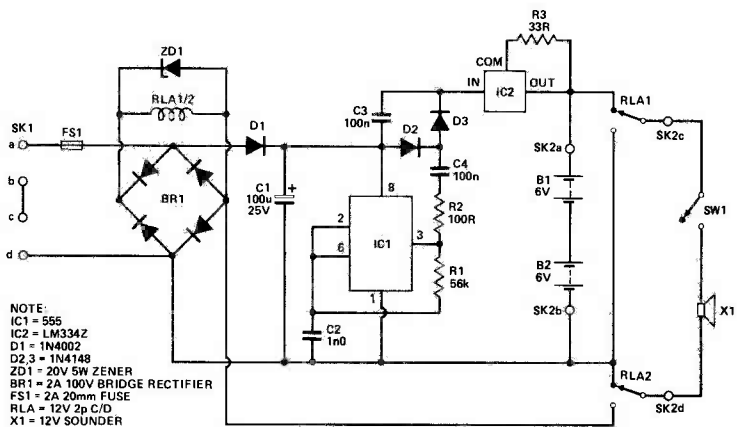 R3
33R
ZD1
COM
IN
OUT
IC2
RLA1/2
C3
100n
RLA1
D1
D2
D3
SK1
FS1
a
SK2a
SK2c
C4
100n
b
c
d
BR1
C1
100u
25V
+
8
2
6
3
1
IC1
R2
100R
R1
56k
B1
6V
SW1
B2
6V
SK2b
X1
C2
1n0
RLA2
SK2d
NOTE:
IC1 = 555
IC2 = LM334Z
D1 = 1N4002
D2,3 = 1N4148
ZD1 = 20V 5W ZENER
BR1 = 2A 100V BRIDGE RECTIFIER
FS1 = 2A 20mm FUSE
RLA = 12V 2p C/D
X1 = 12V SOUNDER